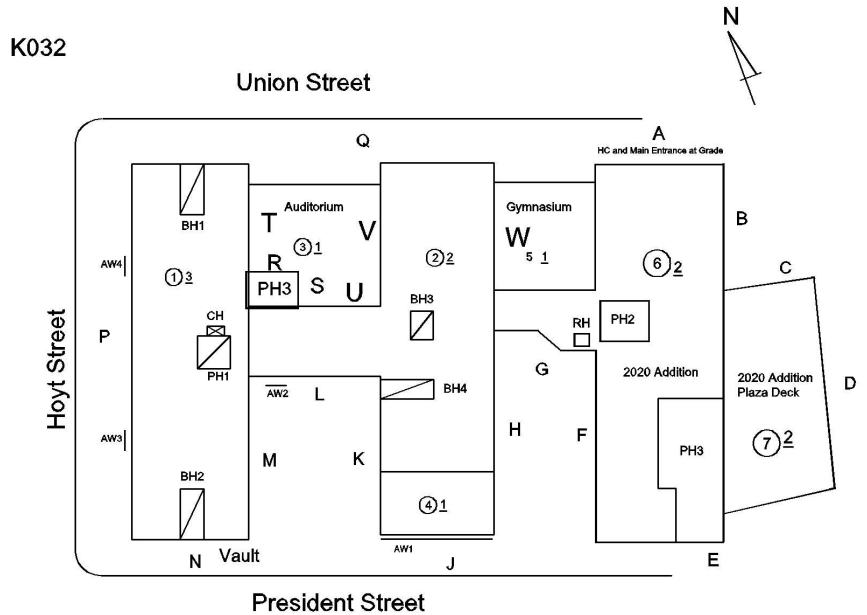 N
K032
Union Street
Q
A
HC and Main Entrance at Grade
BH1
T
Auditorium
V
3 1
R
S
U
PH3
Gymnasium
W
5 1
2 2
B
6 2
C
AW4
1 3
P
CH
PH1
BH3
RH
PH2
Hoyt Street
G
2020 Addition
2020 Addition
Plaza Deck
D
AW2
L
BH4
AW3
M
K
H
F
7 2
PH3
BH2
4 1
N
Vault
AW1
J
E
President Street